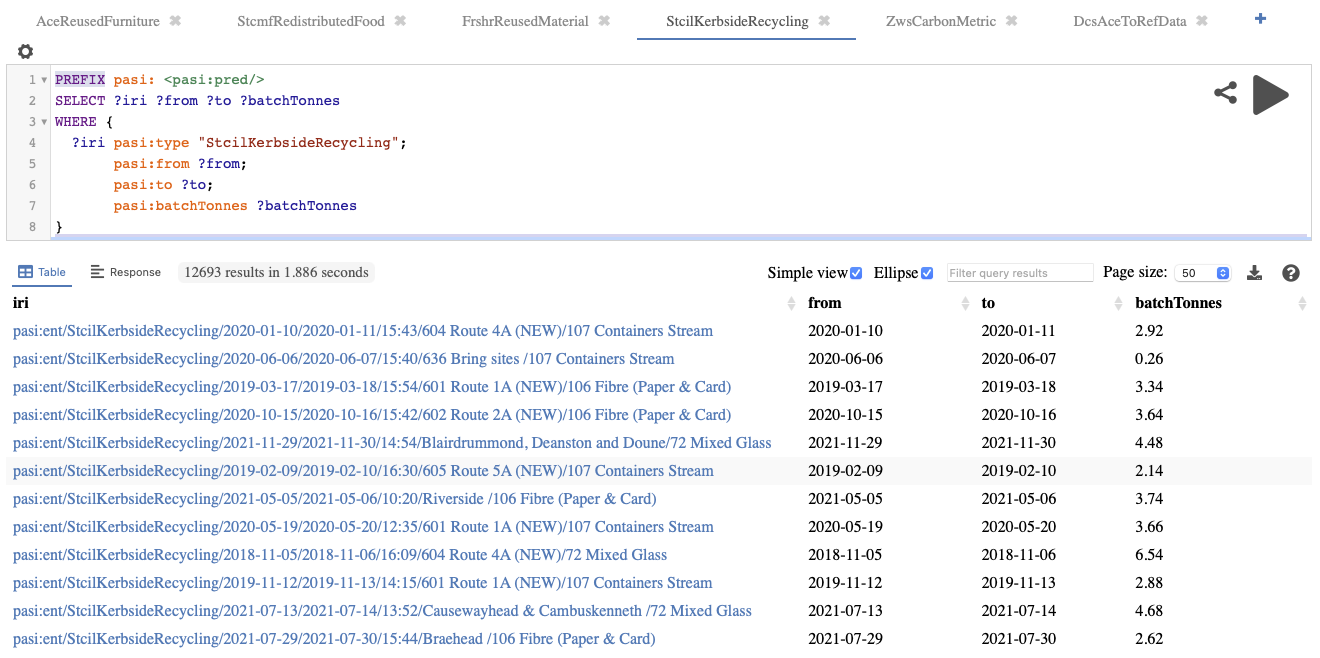 AceReusedFurniture ✖ StcmfRedistributedFood ✖ FrshrReusedMaterial ✖ StcilKerbsideRecycling ✖ ZwsCarbonMetric ✖ DcsAceToRefData ✖ +
1 PREFIX pasi: <pasi:pred/>
2 SELECT ?iri ?from ?to ?batchTonnes
3 WHERE {
4 ?iri pasi:type "StcilKerbsideRecycling";
5 pasi:from ?from;
6 pasi:to ?to;
7 pasi:batchTonnes ?batchTonnes
8 }
Table Response 12693 results in 1.886 seconds Simple view Ellipse Filter query results Page size: 50 ?
iri from to batchTonnes
pasi:ent/StcilKerbsideRecycling/2020-01-10/2020-01-11/15:43/604 Route 4A (NEW)/107 Containers Stream 2020-01-10 2020-01-11 2.92
pasi:ent/StcilKerbsideRecycling/2020-06-06/2020-06-07/15:40/636 Bring sites /107 Containers Stream 2020-06-06 2020-06-07 0.26
pasi:ent/StcilKerbsideRecycling/2019-03-17/2019-03-18/15:54/601 Route 1A (NEW)/106 Fibre (Paper & Card) 2019-03-17 2019-03-18 3.34
pasi:ent/StcilKerbsideRecycling/2020-10-15/2020-10-16/15:42/602 Route 2A (NEW)/106 Fibre (Paper & Card) 2020-10-15 2020-10-16 3.64
pasi:ent/StcilKerbsideRecycling/2021-11-29/2021-11-30/14:54/Blairdrummond, Deanston and Doune/72 Mixed Glass 2021-11-29 2021-11-30 4.48
pasi:ent/StcilKerbsideRecycling/2019-02-09/2019-02-10/16:30/605 Route 5A (NEW)/107 Containers Stream 2019-02-09 2019-02-10 2.14
pasi:ent/StcilKerbsideRecycling/2021-05-05/2021-05-06/10:20/Riverside /106 Fibre (Paper & Card) 2021-05-05 2021-05-06 3.74
pasi:ent/StcilKerbsideRecycling/2020-05-19/2020-05-20/12:35/601 Route 1A (NEW)/107 Containers Stream 2020-05-19 2020-05-20 3.66
pasi:ent/StcilKerbsideRecycling/2018-11-05/2018-11-06/16:09/604 Route 4A (NEW)/72 Mixed Glass 2018-11-05 2018-11-06 6.54
pasi:ent/StcilKerbsideRecycling/2019-11-12/2019-11-13/14:15/601 Route 1A (NEW)/107 Containers Stream 2019-11-12 2019-11-13 2.88
pasi:ent/StcilKerbsideRecycling/2021-07-13/2021-07-14/13:52/Causewayhead & Cambuskenneth /72 Mixed Glass 2021-07-13 2021-07-14 4.68
pasi:ent/StcilKerbsideRecycling/2021-07-29/2021-07-30/15:44/Braehead /106 Fibre (Paper & Card) 2021-07-29 2021-07-30 2.62